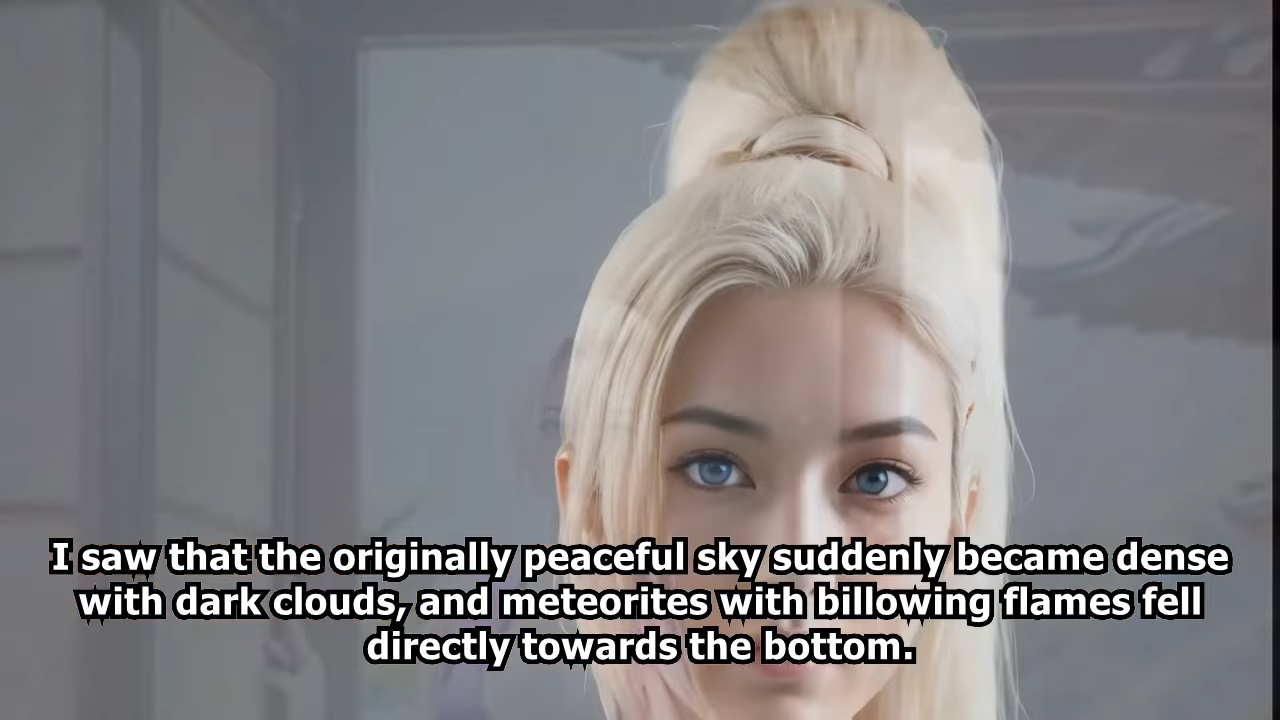 I saw that the originally peaceful sky suddenly became dense
with dark clouds, and meteorites with billowing flames fell
directly towards the bottom.